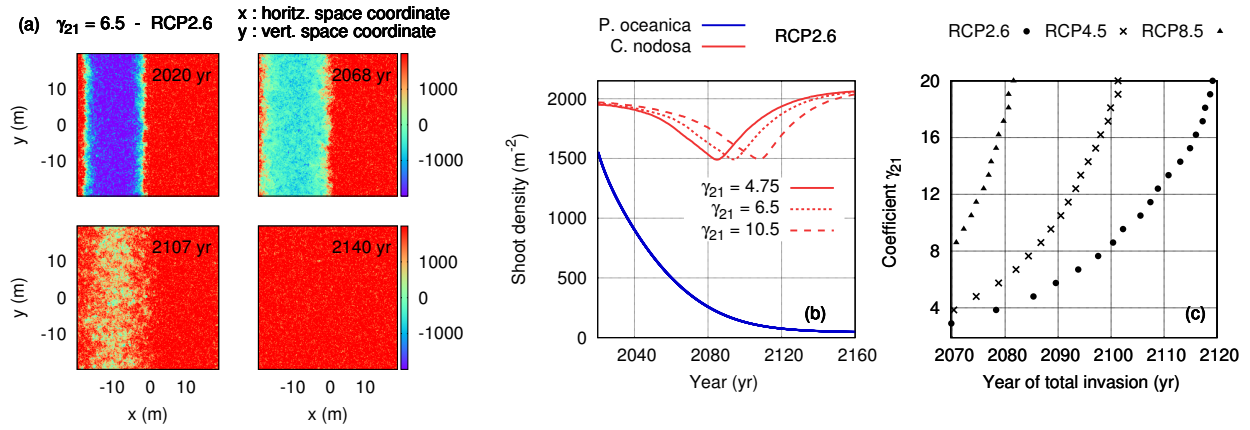 (a) γ21 = 6.5 - RCP2.6
x : horitz. space coordinate
y : vert. space coordinate
2020 yr
2068 yr
10
0
-10
y (m)
1000
0
-1000
2107 yr
2140 yr
10
0
-10
y (m)
1000
0
-1000
-10 0 10
-10 0 10
x (m)
x (m)
P. oceanica
C. nodosa
RCP2.6
2000
1500
1000
500
0
Shoot density (m-2)
γ21 = 4.75
γ21 = 6.5
γ21 = 10.5
(b)
2040 2080 2120 2160
Year (yr)
RCP2.6 RCP4.5 RCP8.5
20
16
12
8
4
Coefficient γ21
(c)
2070 2080 2090 2100 2110 2120
Year of total invasion (yr)